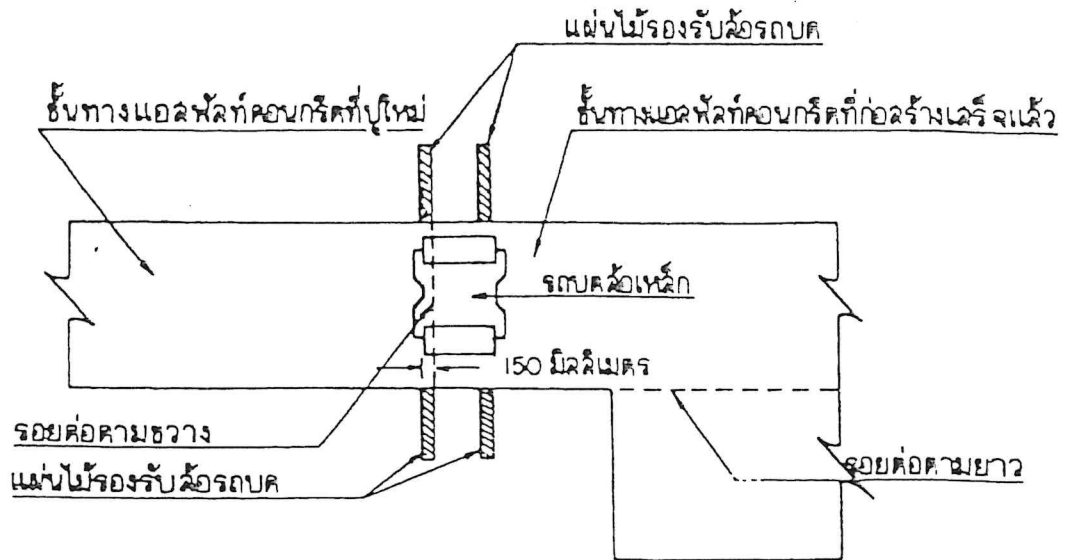 แผ่นไม้รองรับล้อรถบด
ชั้นทางแอสฟัลท์คอนกรีตที่ปูใหม่
ชั้นทางแอสฟัลท์คอนกรีตที่ก่อสร้างเสร็จแล้ว
รถบดล้อเหล็ก
150 มิลลิเมตร
รอยต่อตามขวาง
แผ่นไม้รองรับล้อรถบด
รอยต่อตามยาว